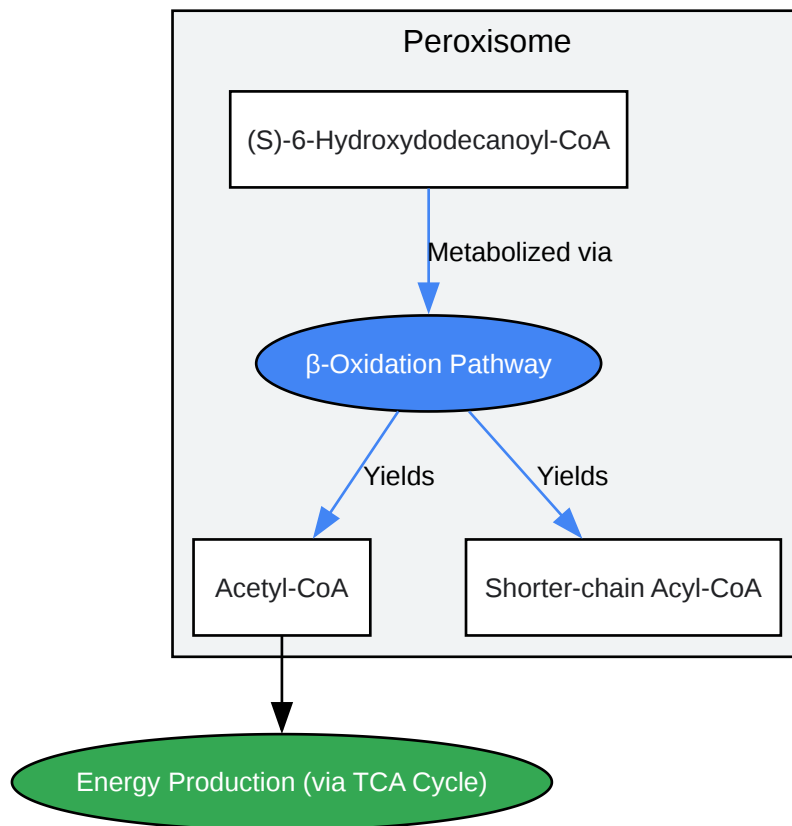 Peroxisome
(S)-6-Hydroxydodecanoyl-CoA
Metabolized via
β-Oxidation Pathway
Yields
Yields
Acetyl-CoA
Shorter-chain Acyl-CoA
Energy Production (via TCA Cycle)